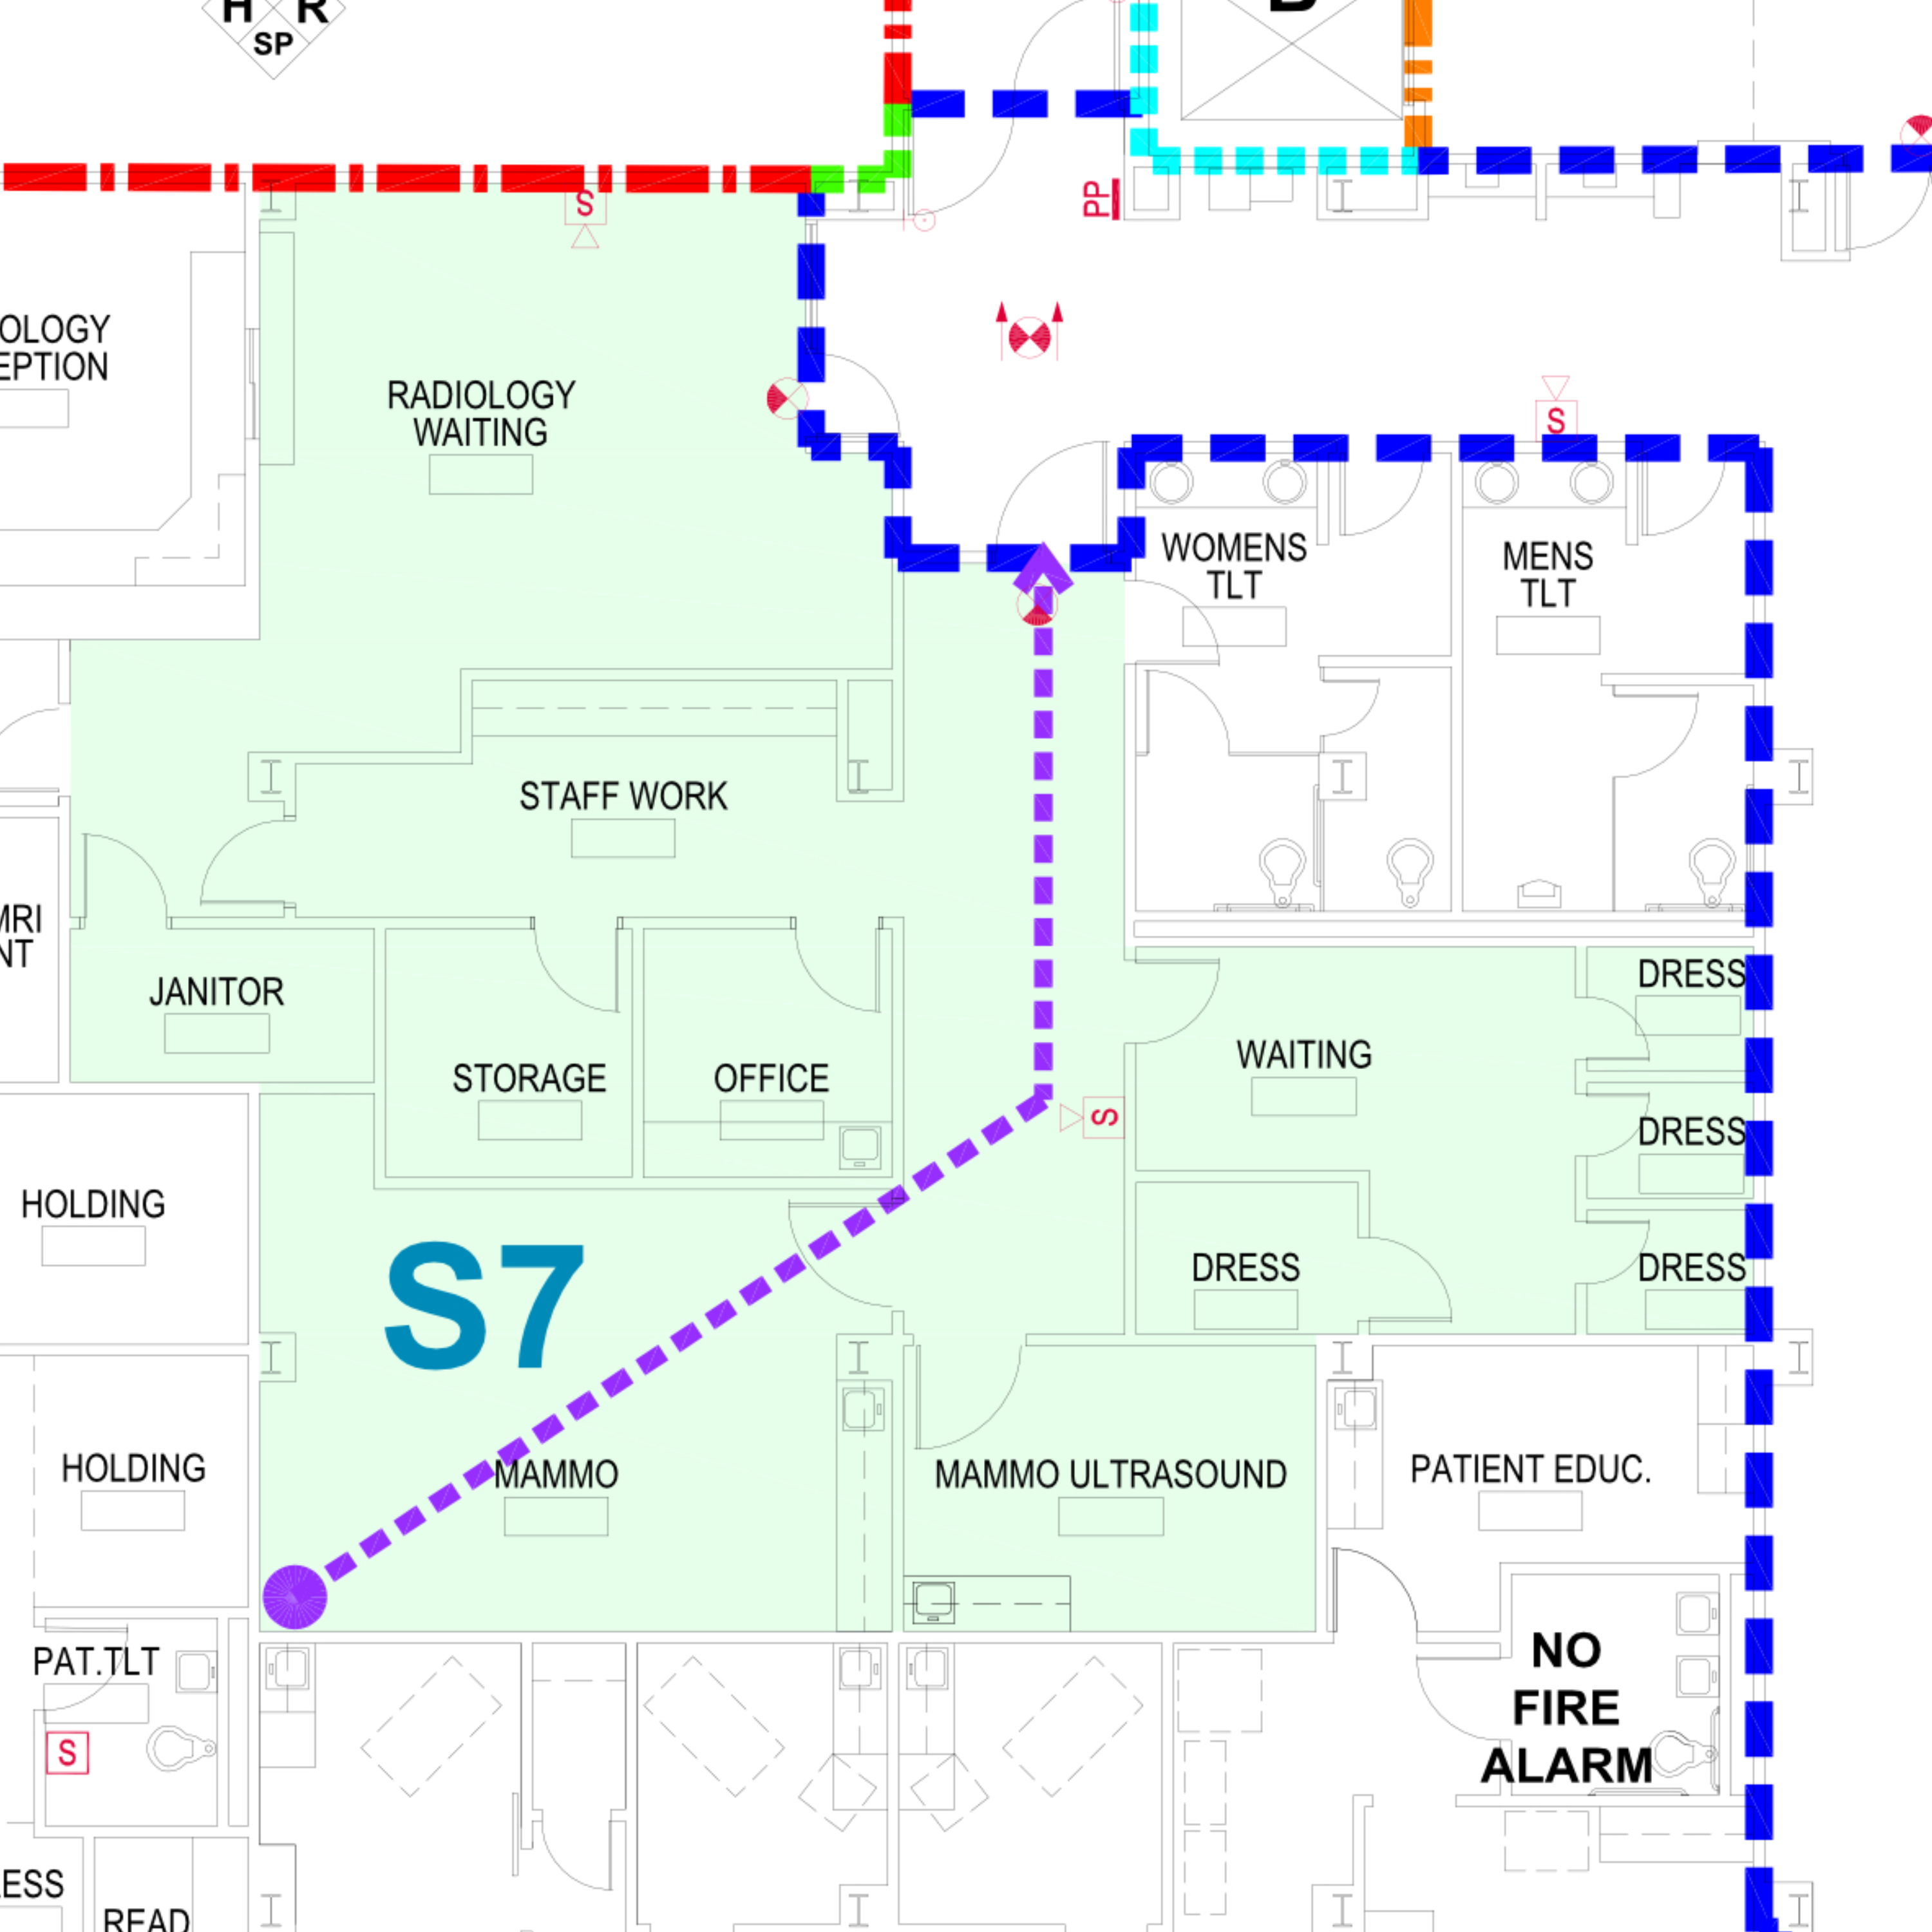 H R
SP
B
S
PP
OLOGY
EPTION
RADIOLOGY
WAITING
S
WOMENS
TLT
MENS
TLT
STAFF WORK
MRI
NT
JANITOR
STORAGE
OFFICE
WAITING
DRESS
DRESS
DRESS
S
HOLDING
DRESS
S7
HOLDING
MAMMO
MAMMO ULTRASOUND
PATIENT EDUC.
PAT.TLT
S
NO
FIRE
ALARM
ESS
READ